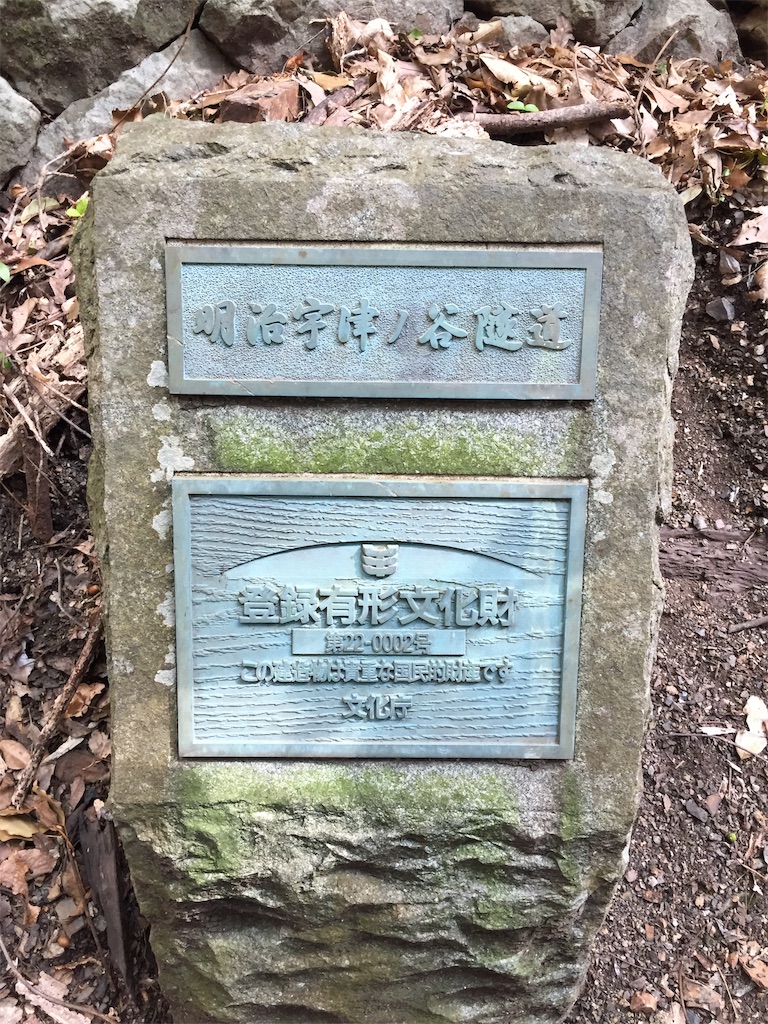 明治宇津ノ谷隧道
登録有形文化財
第22-0002号
この建造物は貴重な国民的財産です
文化庁